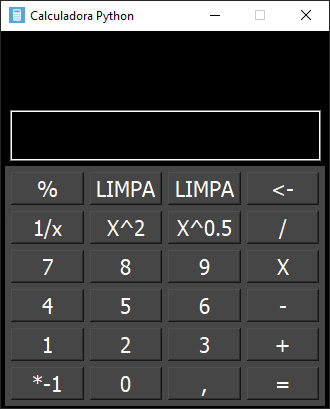 Calculadora Python
% LIMPA LIMPA <-
1/x X^2 X^0.5 /
7 8 9 X
4 5 6 -
1 2 3 +
*-1 0 , =